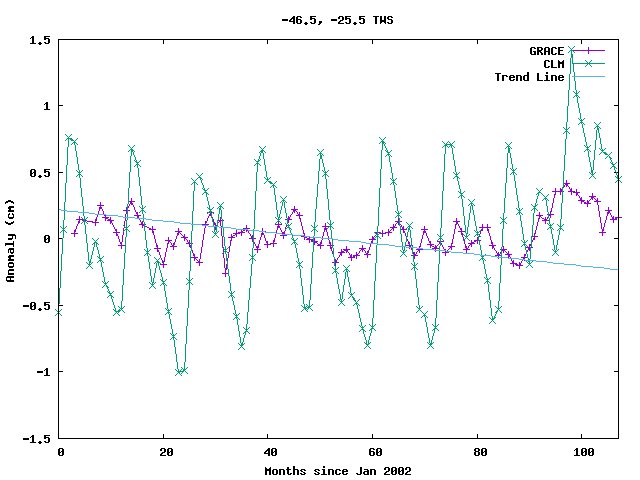 -46.5, -25.5 TWS
GRACE
CLM
Trend Line
1.5
1
0.5
0
-0.5
-1
-1.5
Anomaly (cm)
0 20 40 60 80 100
Months since Jan 2002